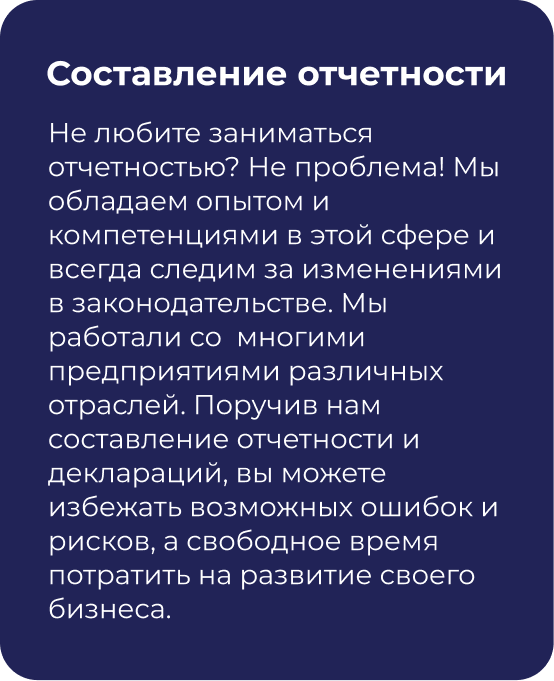 Составление отчетности
Не любите заниматься
отчетностью? Не проблема! Мы
обладаем опытом и
компетенциями в этой сфере и
всегда следим за изменениями
в законодательстве. Мы
работали со  многими
предприятиями различных
отраслей. Поручив нам
составление отчетности и
деклараций, вы можете
избежать возможных ошибок и
рисков, а свободное время
потратить на развитие своего
бизнеса.